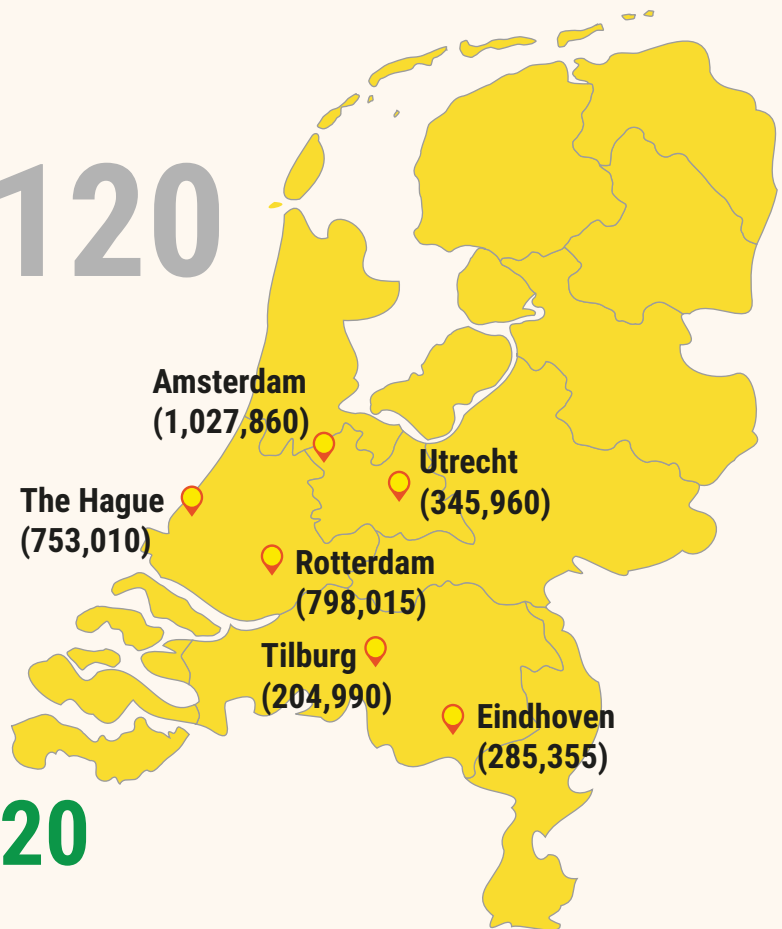 120
Amsterdam
(1,027,860)
Utrecht
(345,960)
The Hague
(753,010)
Rotterdam
(798,015)
Tilburg
(204,990)
Eindhoven
(285,355)
20